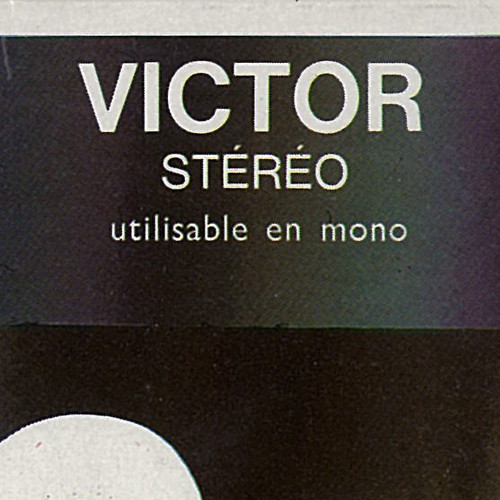 VICTOR
STÉRÉO
utilisable en mono